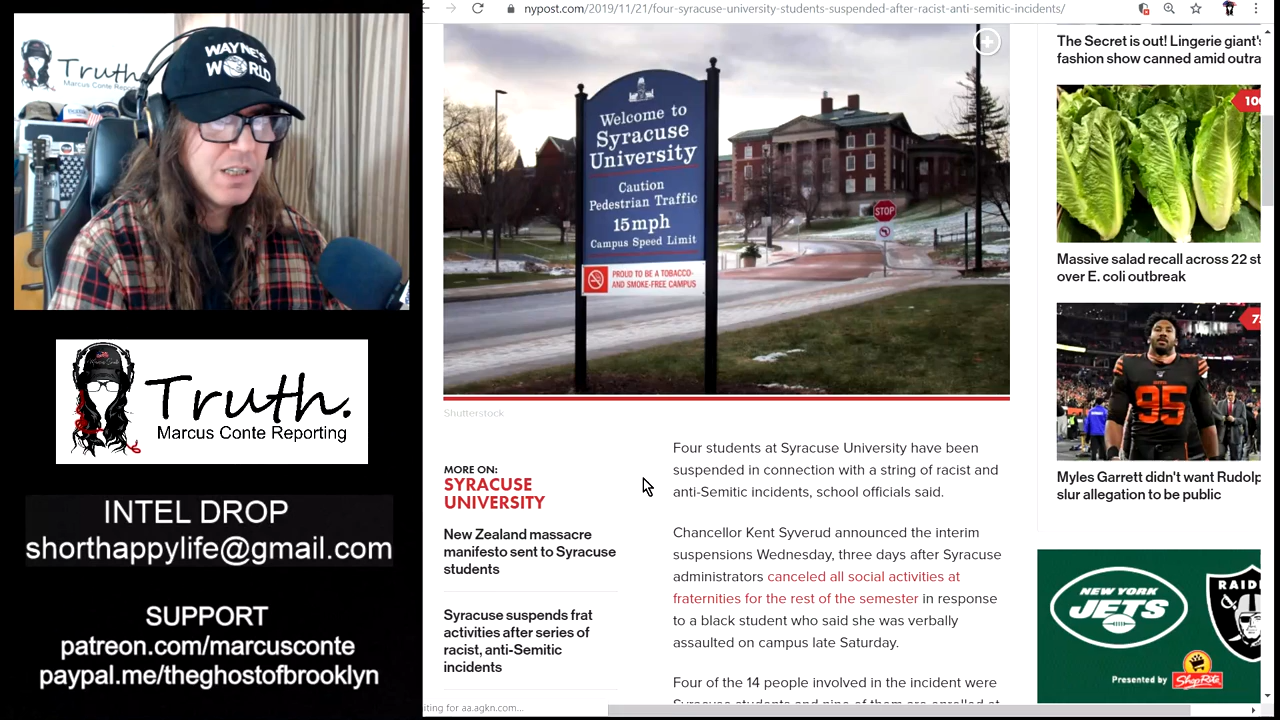 nypost.com/2019/11/21/four-syracuse-university-students-suspended-after-racist-anti-semitic-incidents/
WAYNE'S
WORLD
Truth.
Marcus Conte Reporting
Truth.
Marcus Conte Reporting
INTEL DROP
shorthappylife@gmail.com
SUPPORT
patreon.com/marcusconte
paypal.me/theghostofbrooklyn
Welcome to
Syracuse
University
Caution
Pedestrian Traffic
15mph
Campus Speed Limit
PROUD TO BE A TOBACCO-
AND SMOKE-FREE CAMPUS
STOP
Shutterstock
MORE ON:
SYRACUSE
UNIVERSITY
New Zealand massacre
manifesto sent to Syracuse
students
Syracuse suspends frat
activities after series of
racist, anti-Semitic
incidents
Four students at Syracuse University have been
suspended in connection with a string of racist and
anti-Semitic incidents, school officials said.
Chancellor Kent Syverud announced the interim
suspensions Wednesday, three days after Syracuse
administrators canceled all social activities at
fraternities for the rest of the semester in response
to a black student who said she was verbally
assaulted on campus late Saturday.
Four of the 14 people involved in the incident were
The Secret is out! Lingerie giant's
fashion show canned amid outra
Massive salad recall across 22 st
over E. coli outbreak
95
Myles Garrett didn't want Rudolp
slur allegation to be public
NEW YORK
JETS
RAID
Presented by ShopRite
iting for aa.agkn.com...